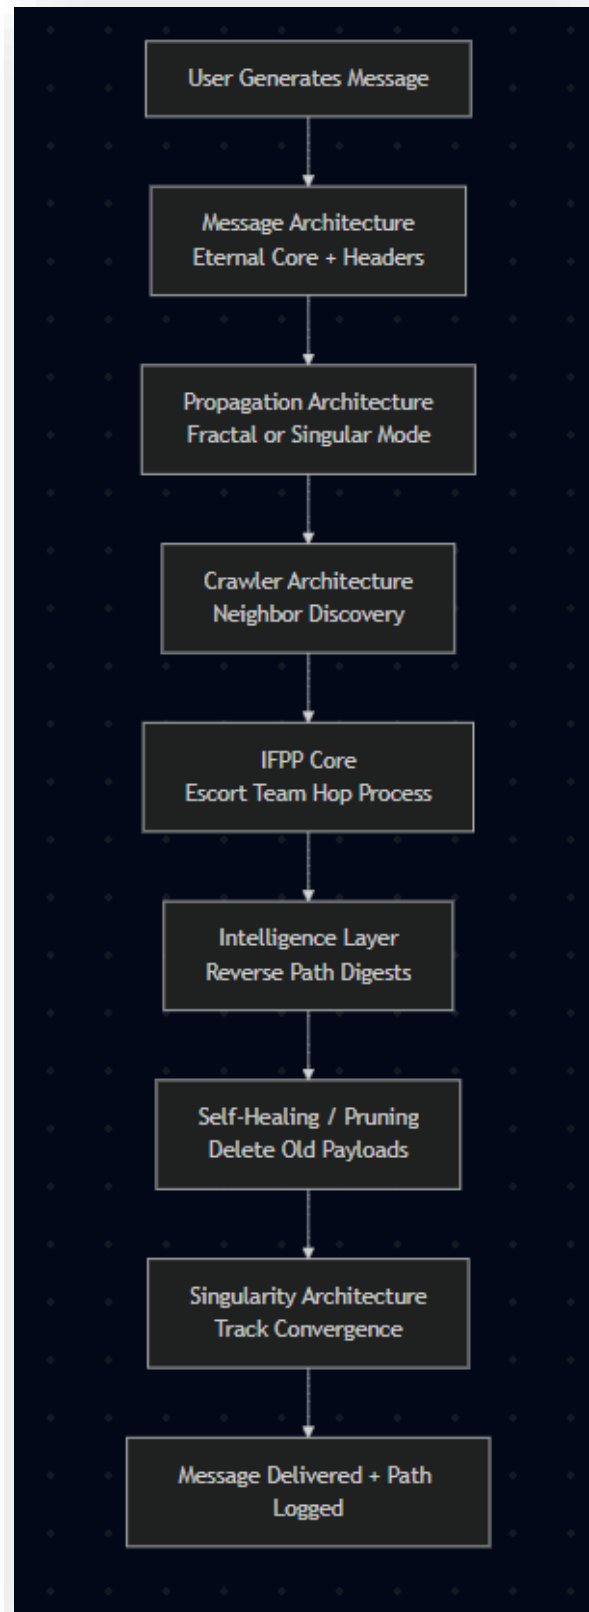 User Generates Message
Message Architecture
Eternal Core + Headers
Propagation Architecture
Fractal or Singular Mode
Crawler Architecture
Neighbor Discovery
IFPP Core
Escort Team Hop Process
Intelligence Layer
Reverse Path Digests
Self-Healing / Pruning
Delete Old Payloads
Singularity Architecture
Track Convergence
Message Delivered + Path
Logged